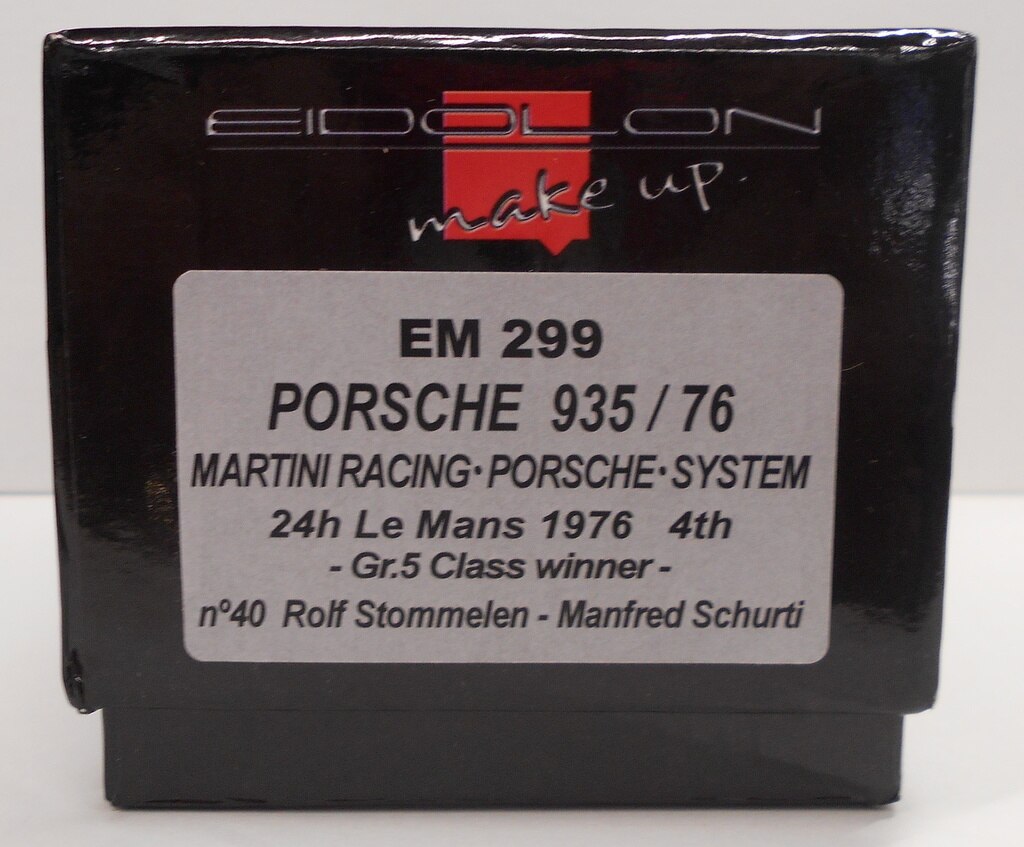 EIDOLON
make up
EM 299
PORSCHE 935 / 76
MARTINI RACING・PORSCHE・SYSTEM
24h Le Mans 1976 4th
- Gr.5 Class winner -
nº40 Rolf Stommelen - Manfred Schurti